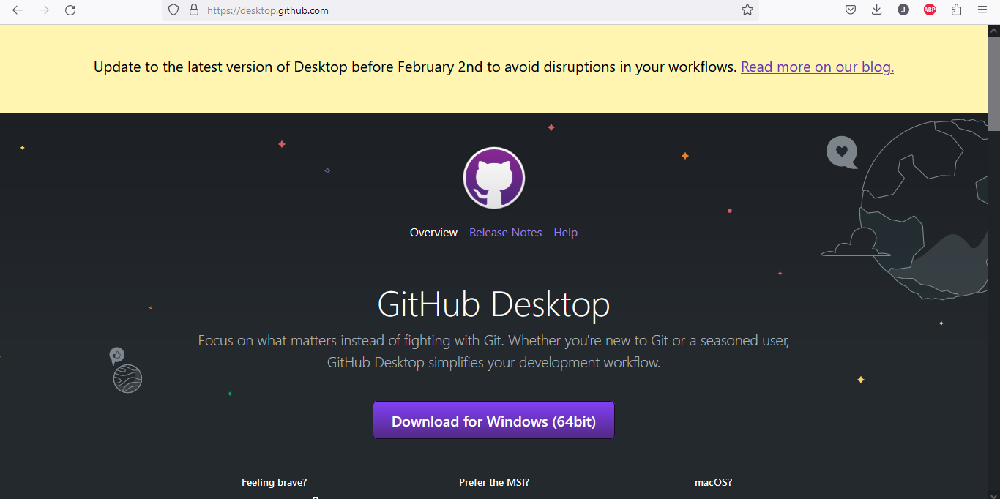 https://desktop.github.com
J
ABP
Update to the latest version of Desktop before February 2nd to avoid disruptions in your workflows. Read more on our blog.
Overview Release Notes Help
GitHub Desktop
Focus on what matters instead of fighting with Git. Whether you're new to Git or a seasoned user,
GitHub Desktop simplifies your development workflow.
Download for Windows (64bit)
Feeling brave? Prefer the MSI? macOS?